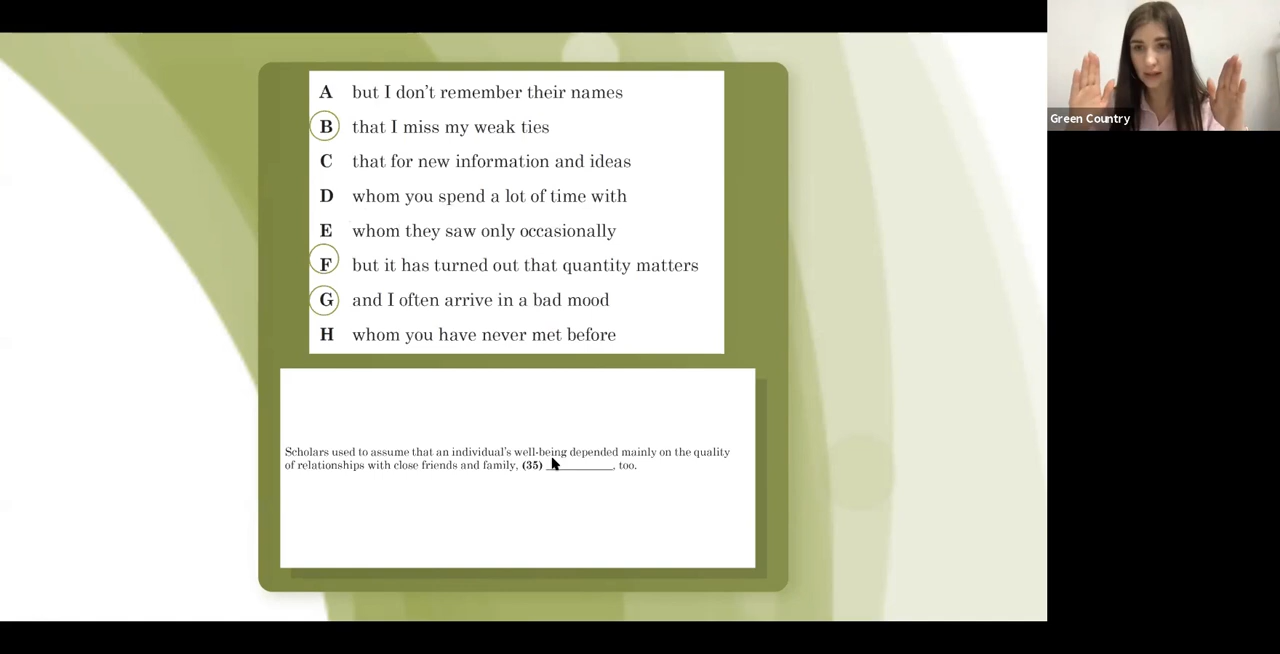 A but I don't remember their names
B that I miss my weak ties
C that for new information and ideas
D whom you spend a lot of time with
E whom they saw only occasionally
F but it has turned out that quantity matters
G and I often arrive in a bad mood
H whom you have never met before
Scholars used to assume that an individual's well-being depended mainly on the quality
of relationships with close friends and family, (35) __________, too.
Green Country